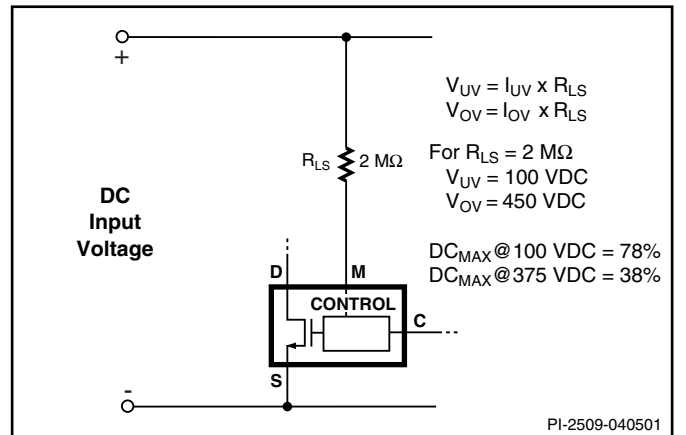 +
V_UV = I_UV x R_LS
V_OV = I_OV x R_LS
R_LS 2 MΩ
For R_LS = 2 MΩ
V_UV = 100 VDC
V_OV = 450 VDC
DC
Input
Voltage
DC_MAX@100 VDC = 78%
DC_MAX@375 VDC = 38%
D M
CONTROL
C
S
-
PI-2509-040501